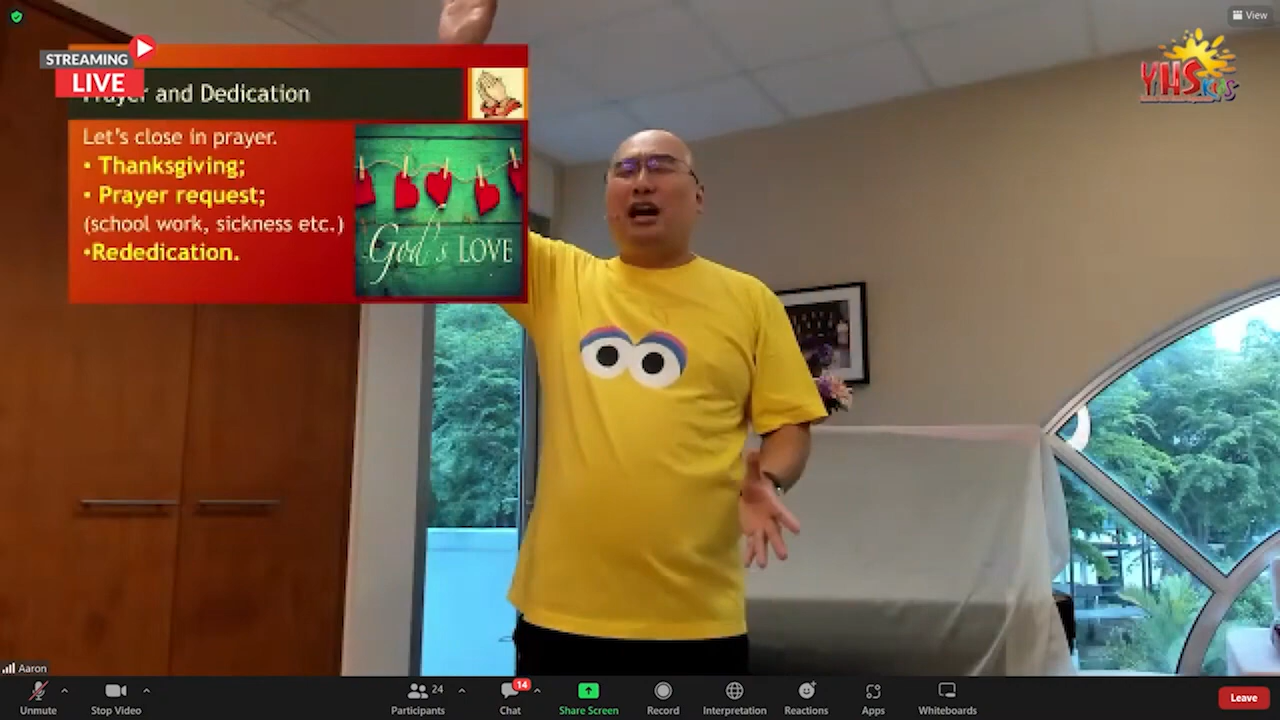 View
STREAMING
LIVE
YHS Kids
Prayer and Dedication
Let's close in prayer.
• Thanksgiving;
• Prayer request;
(school work, sickness etc.)
•Rededication.
God's LOVE
Aaron
Unmute
Stop Video
24
Participants
14
Chat
Share Screen
Record
Interpretation
Reactions
Apps
Whiteboards
Leave